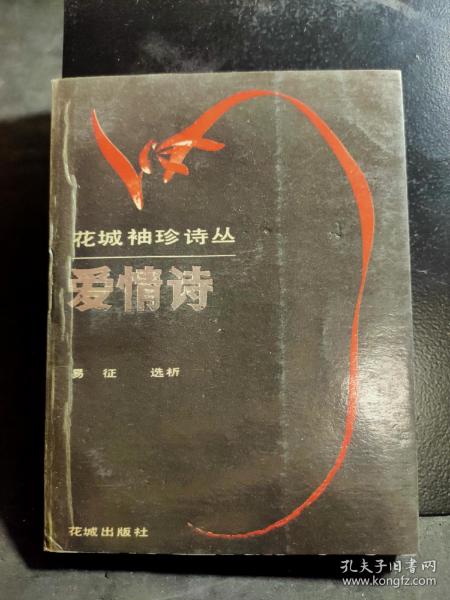 花城袖珍诗丛
爱情诗
易征 选析
花城出版社
孔夫子旧书网
www.kongfz.com